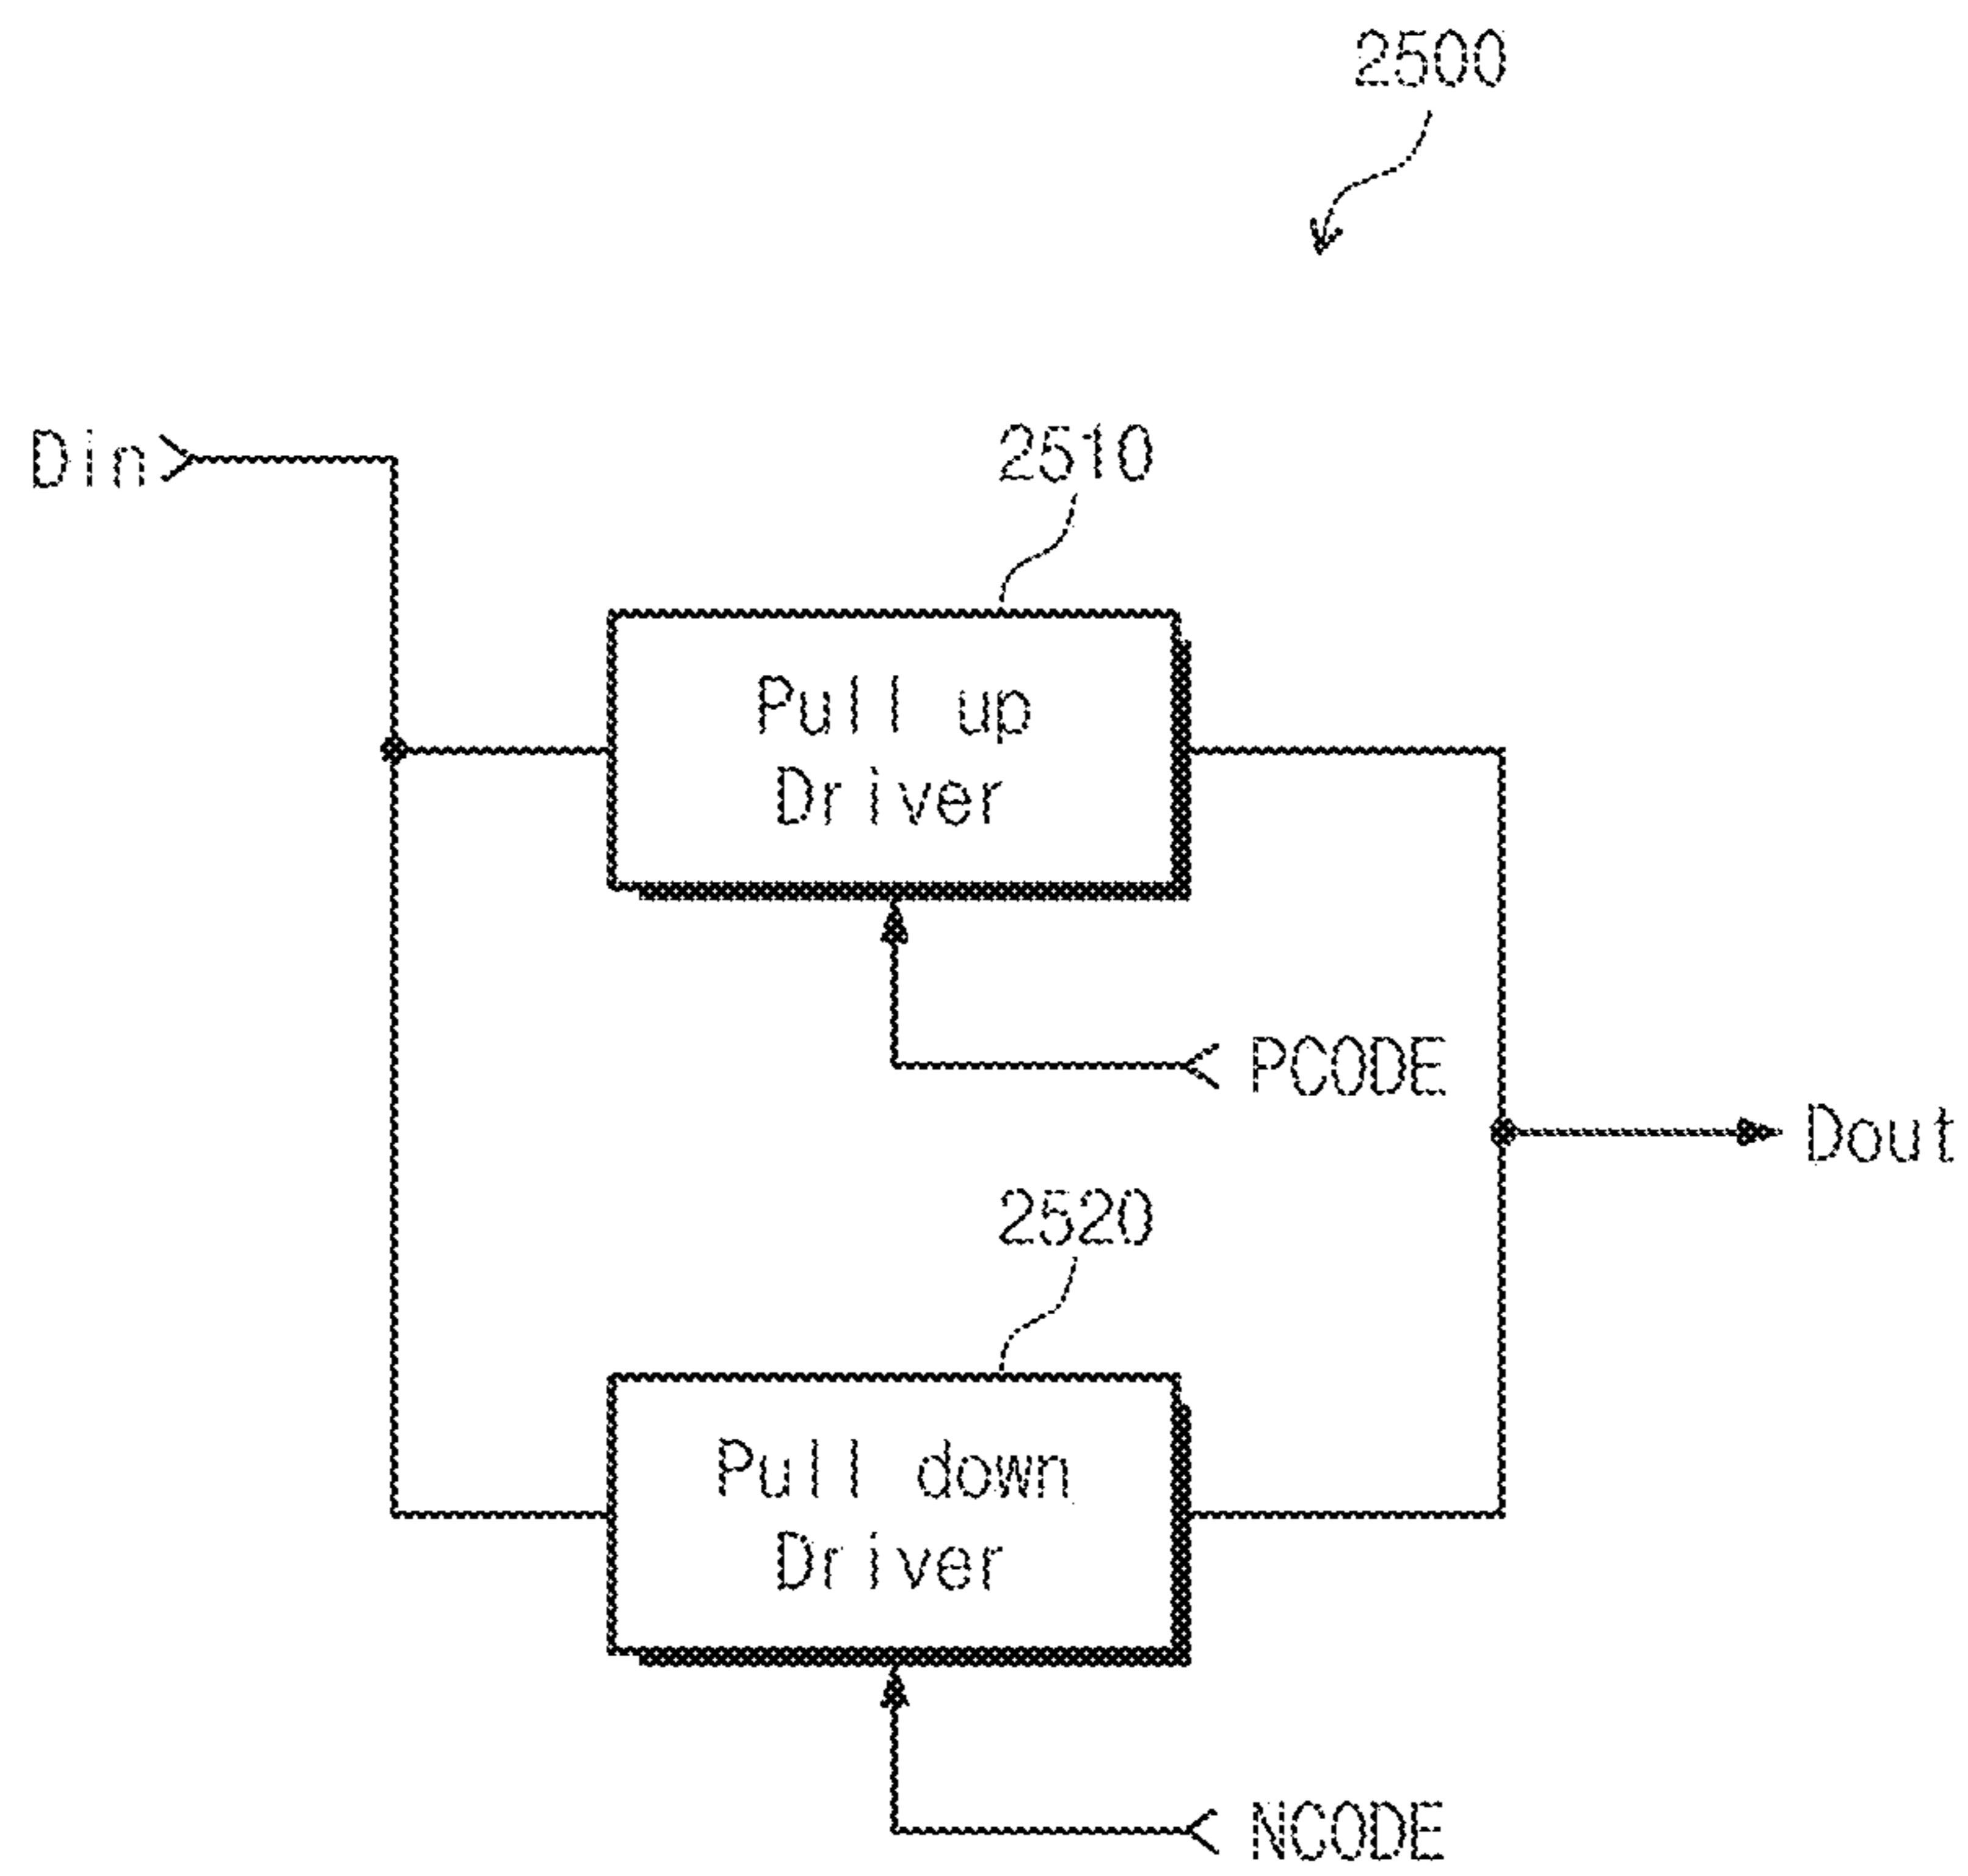 2500
Din
2510
Pull up
Driver
PCODE
Dout
2520
Pull down
Driver
NCODE